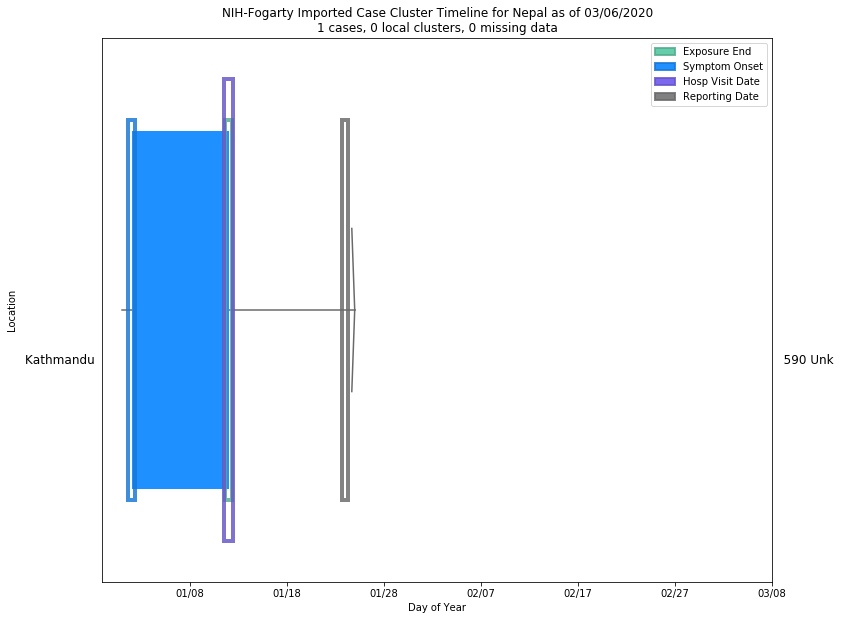 NIH-Fogarty Imported Case Cluster Timeline for Nepal as of 03/06/2020
1 cases, 0 local clusters, 0 missing data
Exposure End
Symptom Onset
Hosp Visit Date
Reporting Date
Location
Kathmandu
590 Unk
01/08
01/18
01/28
02/07
02/17
02/27
03/08
Day of Year